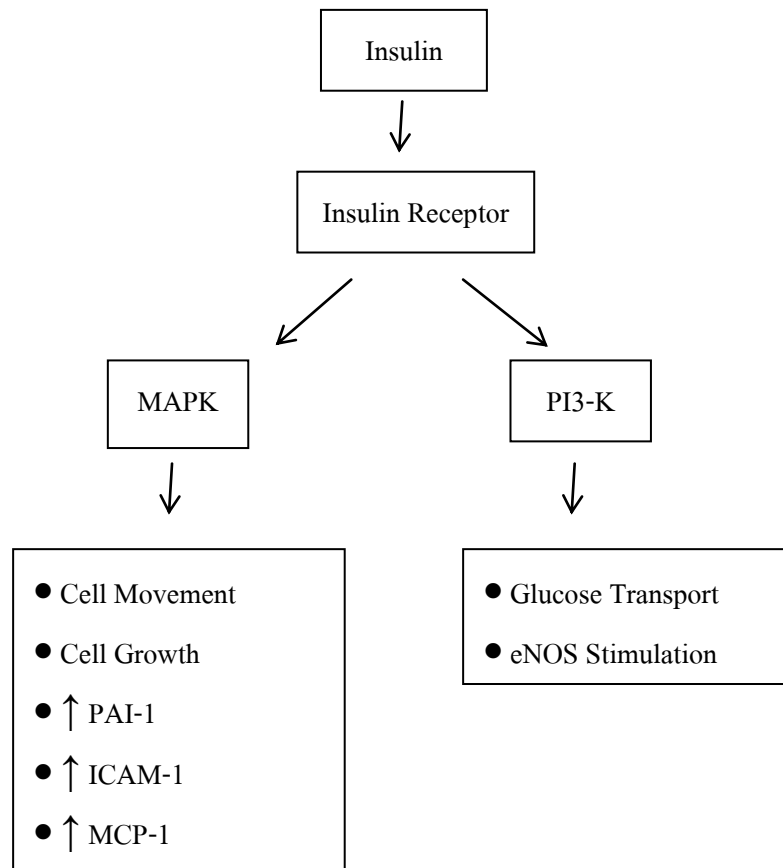 Insulin
Insulin Receptor
MAPK
PI3-K
● Cell Movement
● Cell Growth
● ↑ PAI-1
● ↑ ICAM-1
● ↑ MCP-1
● Glucose Transport
● eNOS Stimulation